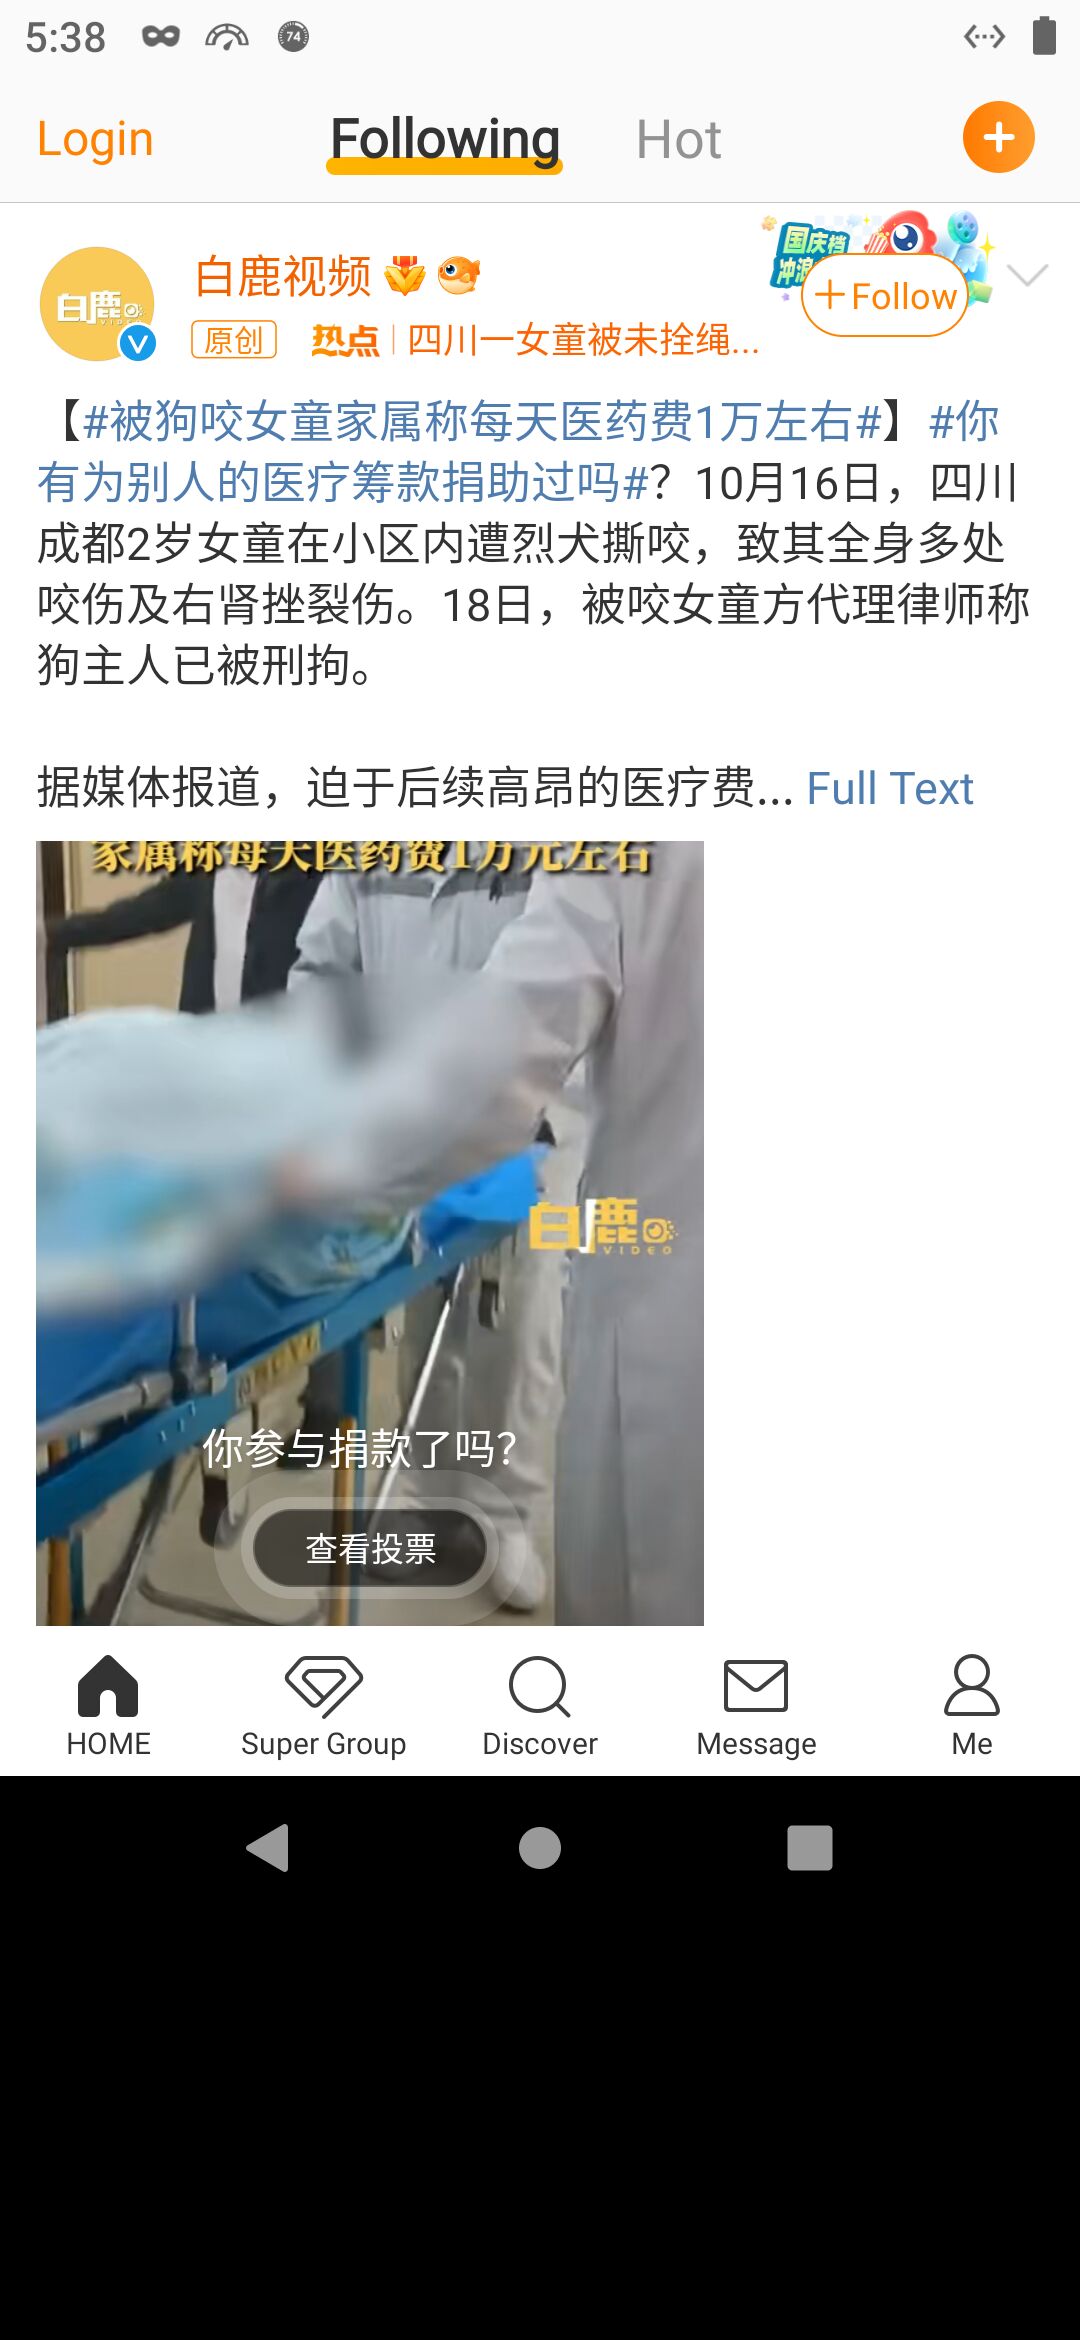 5:38
74
Login
Following
Hot
白鹿视频
国庆档
+Follow
白鹿
VIDEO
原创
热点
四川一女童被未拴绳...
【#被狗咬女童家属称每天医药费1万左右#】#你
有为别人的医疗筹款捐助过吗#？10月16日，四川
成都2岁女童在小区内遭烈犬撕咬，致其全身多处
咬伤及右肾挫裂伤。18日，被咬女童方代理律师称
狗主人已被刑拘。
据媒体报道，迫于后续高昂的医疗费... Full Text
家属称每天医药费1万元左右
白鹿
VIDEO
你参与捐款了吗？
查看投票
HOME
Super Group
Discover
Message
Me